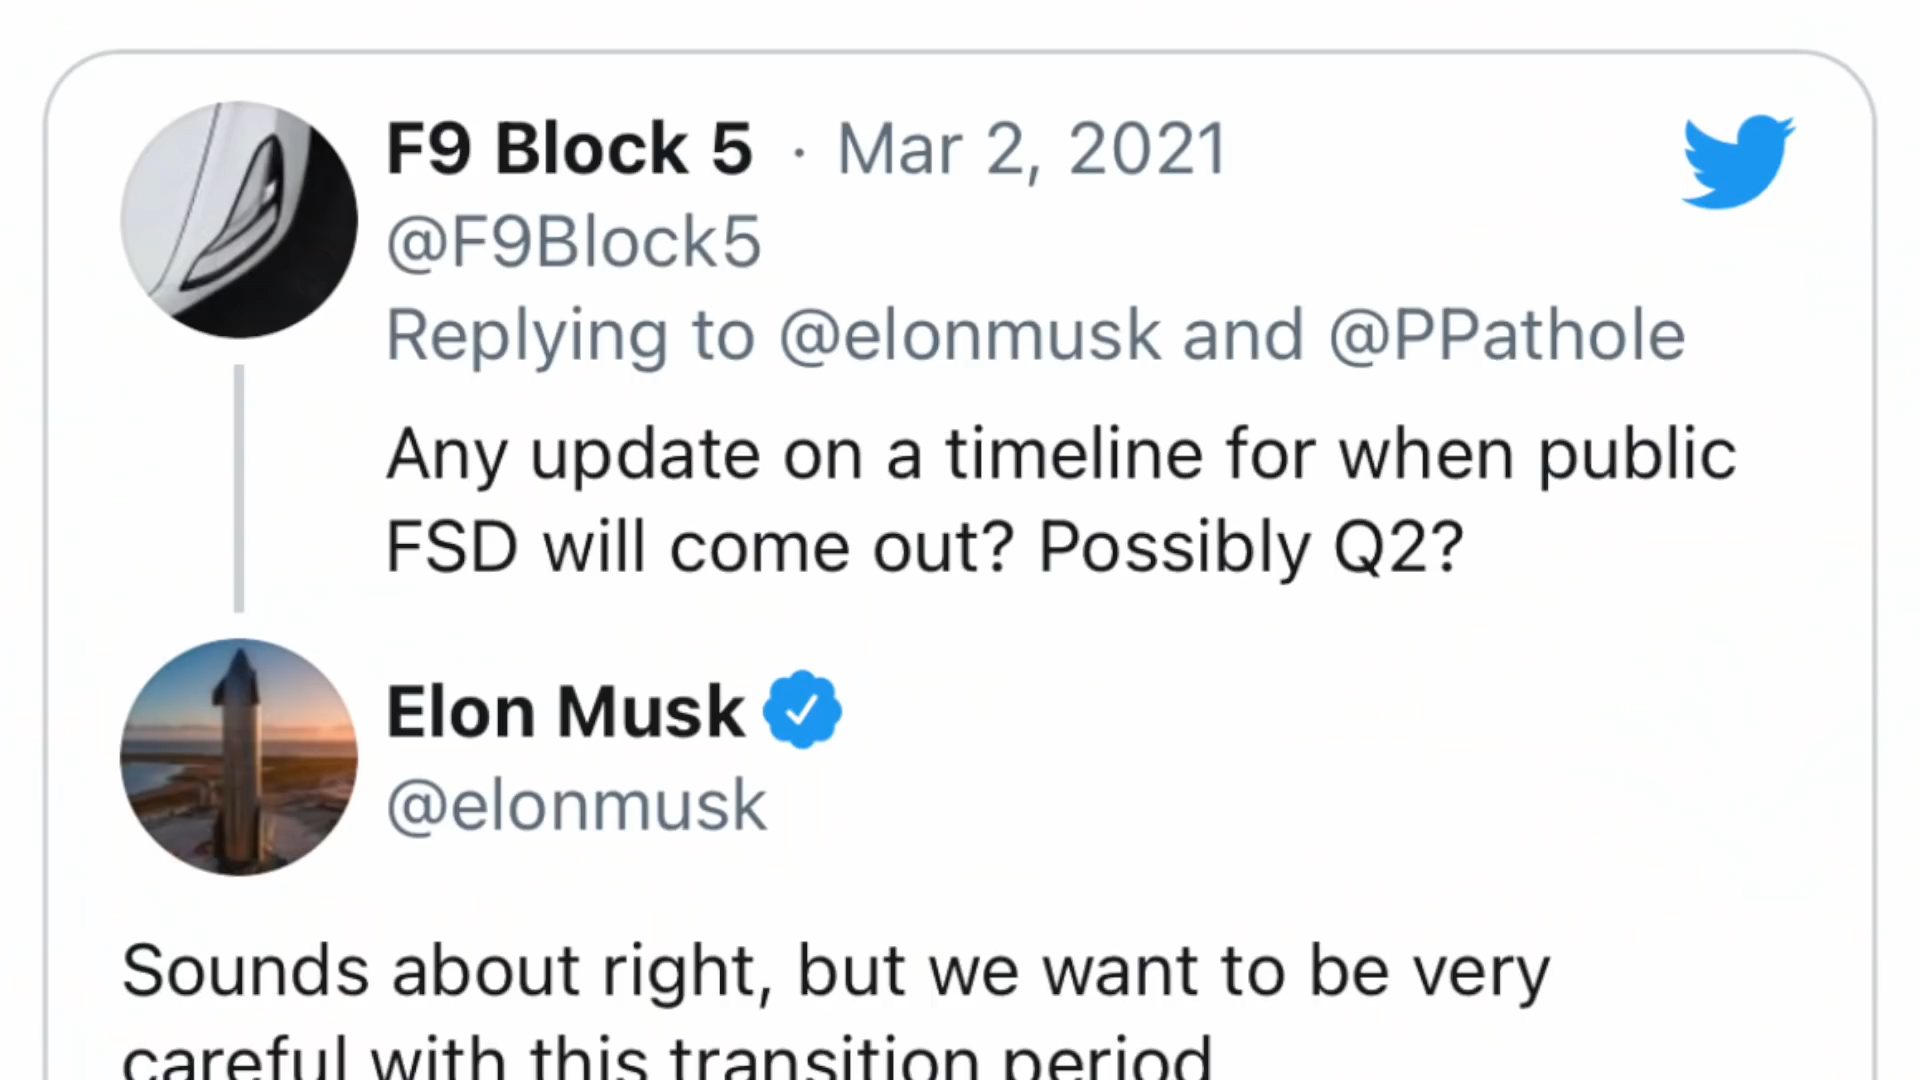 F9 Block 5 · Mar 2, 2021
@F9Block5
Replying to @elonmusk and @PPathole
Any update on a timeline for when public
FSD will come out? Possibly Q2?
Elon Musk
@elonmusk
Sounds about right, but we want to be very
careful with this transition period